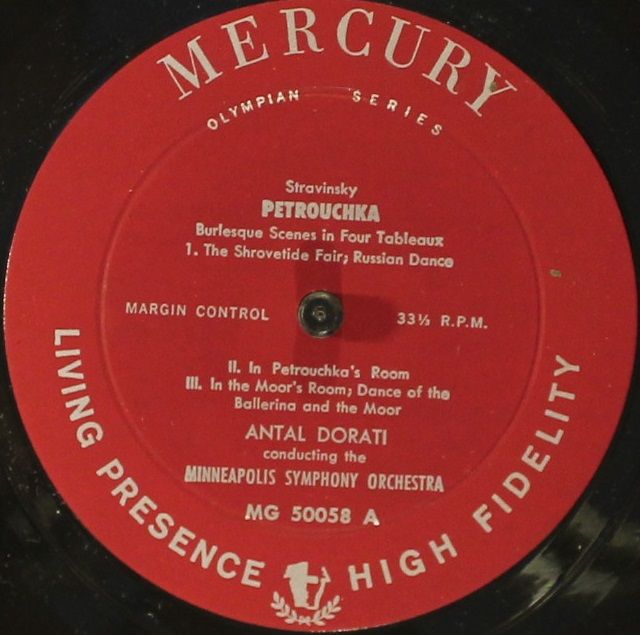 MERCURY
OLYMPIAN SERIES
Stravinsky
PETROUCHKA
Burlesque Scenes in Four Tableaux
1. The Shrovetide Fair; Russian Dance
MARGIN CONTROL
33⅓ R.P.M.
II. In Petrouchka's Room
III. In the Moor's Room; Dance of the
Ballerina and the Moor
ANTAL DORATI
conducting the
MINNEAPOLIS SYMPHONY ORCHESTRA
MG 50058 A
LIVING PRESENCE HIGH FIDELITY